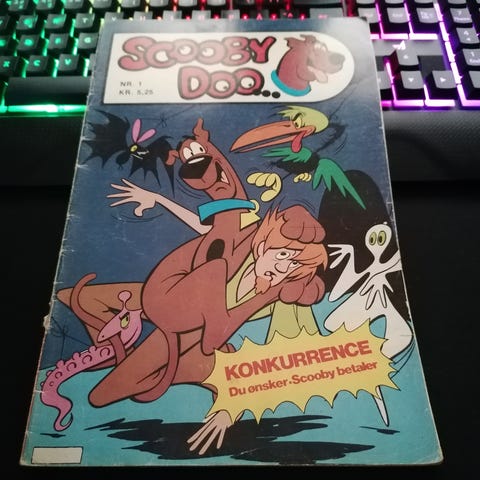 SCOOBY
DOO..
NR. 1
KR. 5,25
KONKURRENCE
Du ønsker·Scooby betaler